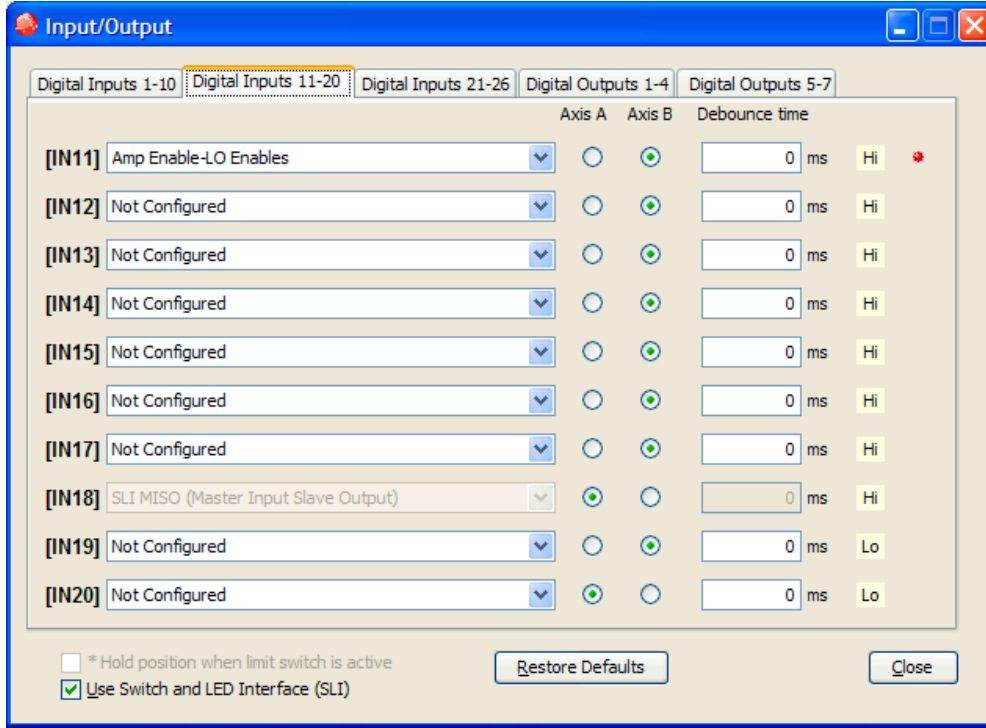 Input/Output
Digital Inputs 1-10 Digital Inputs 11-20 Digital Inputs 21-26 Digital Outputs 1-4 Digital Outputs 5-7
Axis A Axis B Debounce time
[IN11] Amp Enable-LO Enables 0 ms Hi
[IN12] Not Configured 0 ms Hi
[IN13] Not Configured 0 ms Hi
[IN14] Not Configured 0 ms Hi
[IN15] Not Configured 0 ms Hi
[IN16] Not Configured 0 ms Hi
[IN17] Not Configured 0 ms Hi
[IN18] SLI MISO (Master Input Slave Output) 0 ms Hi
[IN19] Not Configured 0 ms Lo
[IN20] Not Configured 0 ms Lo
* Hold position when limit switch is active
Use Switch and LED Interface (SLI)
Restore Defaults
Close